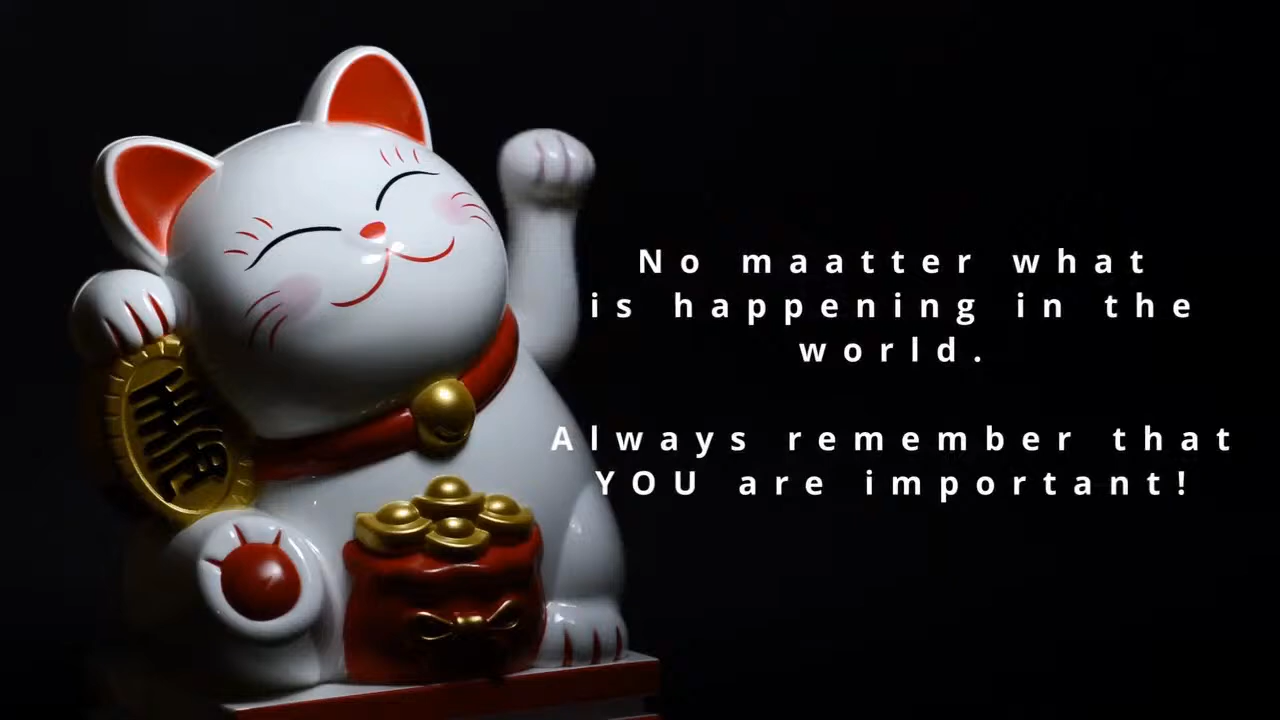 No maatter what
is happening in the
world.
Always remember that
YOU are important!